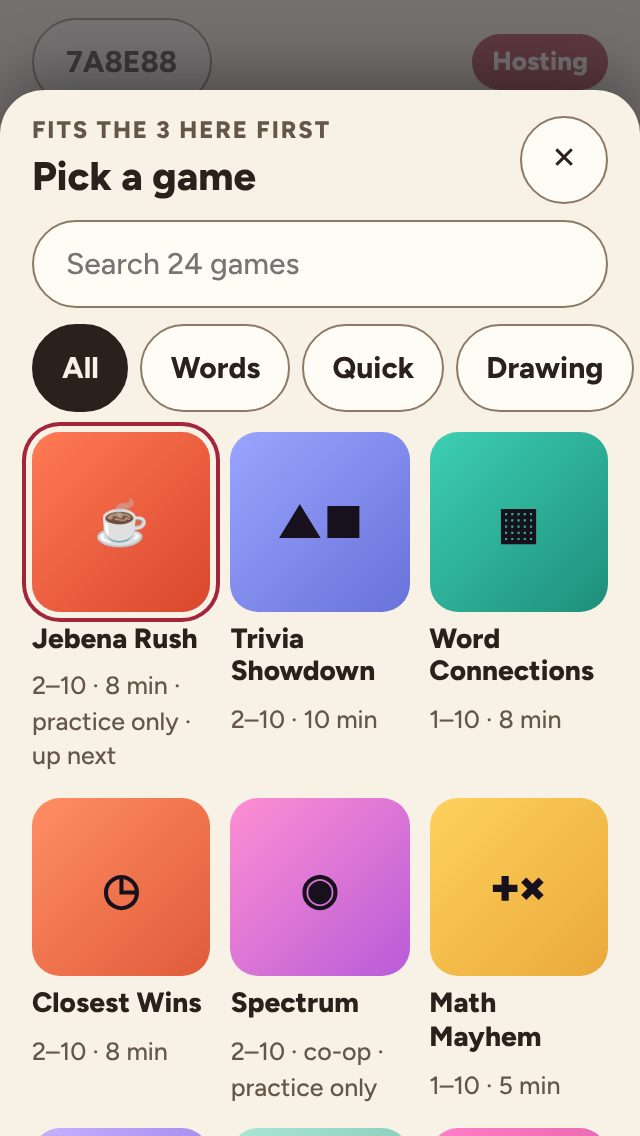 7A8E88
Hosting
FITS THE 3 HERE FIRST
Pick a game
Search 24 games
All
Words
Quick
Drawing
Jebena Rush
2–10 · 8 min ·
practice only ·
up next
Trivia
Showdown
2–10 · 10 min
Word
Connections
1–10 · 8 min
Closest Wins
2–10 · 8 min
Spectrum
2–10 · co-op ·
practice only
Math
Mayhem
1–10 · 5 min